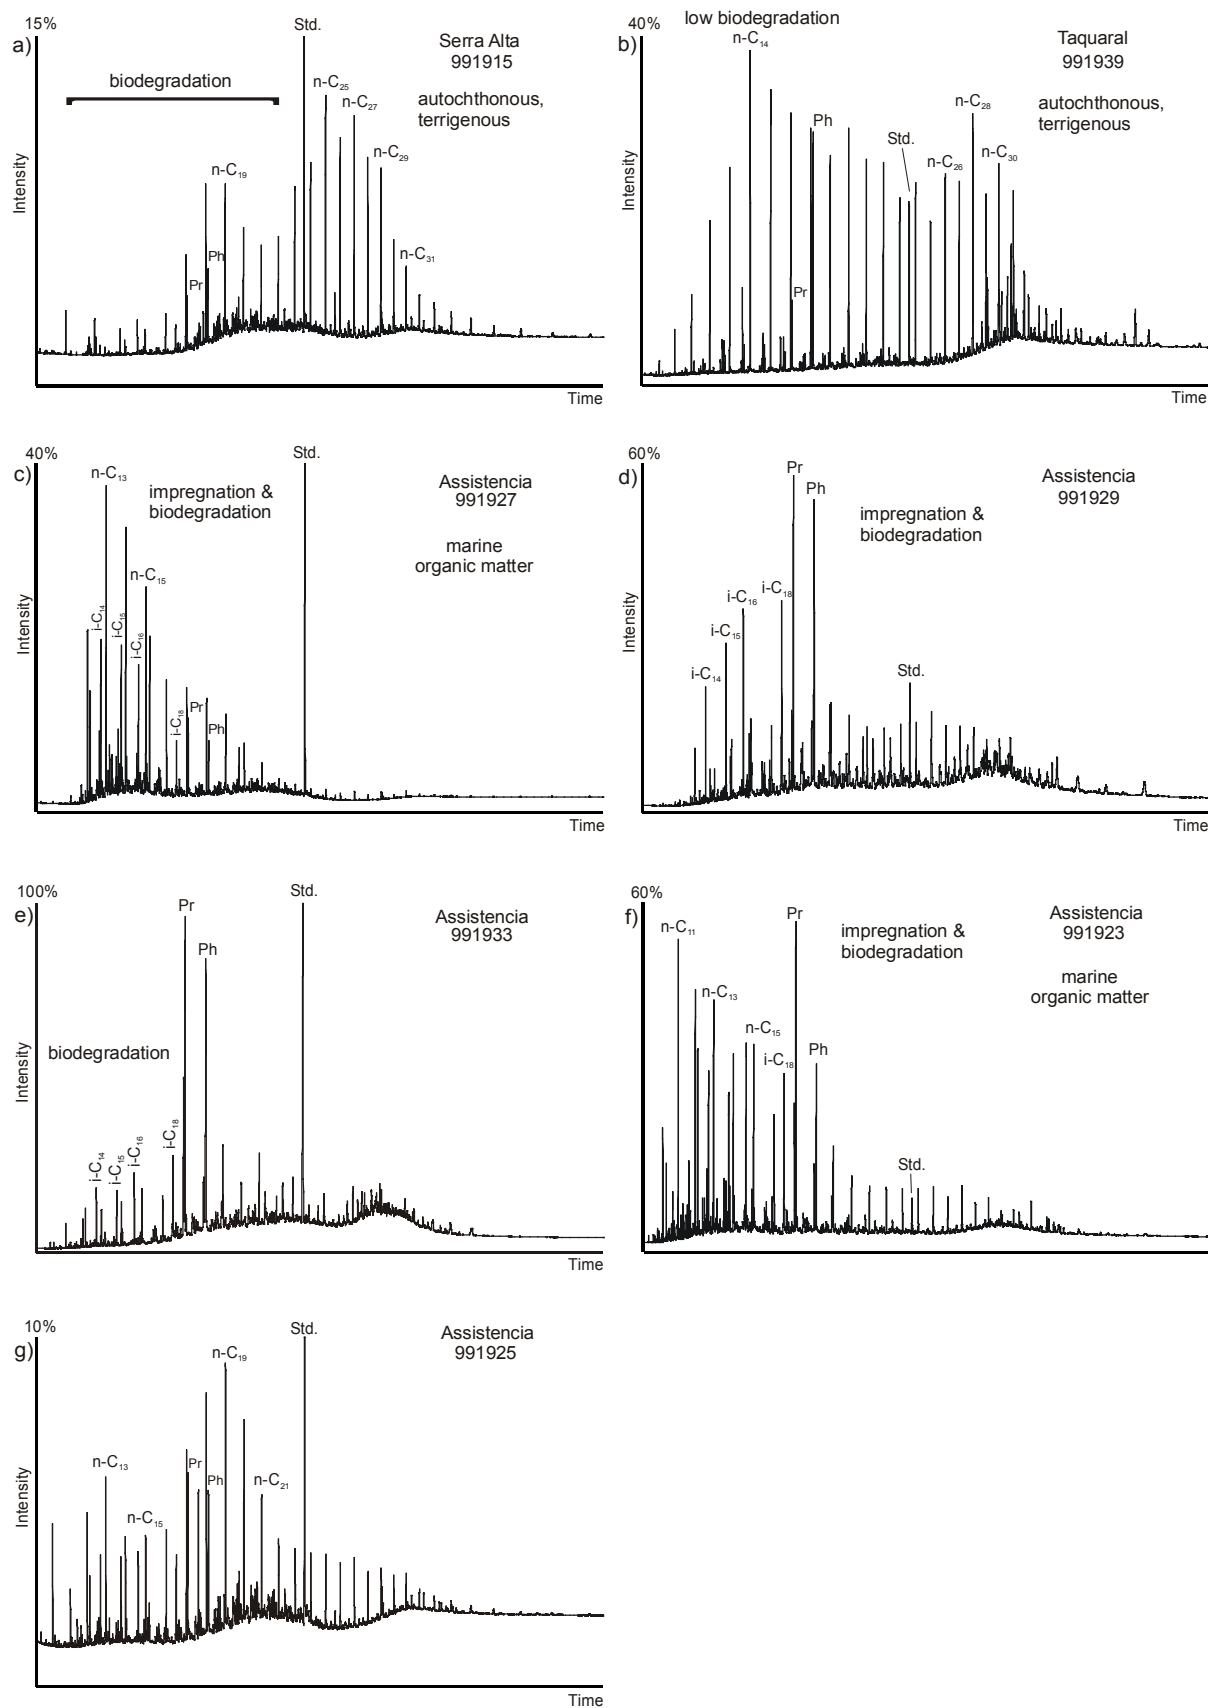 15%
a)
Std.
Serra Alta
991915
biodegradation
n-C25
n-C27
autochthonous,
terrigenous
n-C29
n-C19
Ph
Pr
n-C31
Intensity
Time
40%
b)
low biodegradation
n-C14
Taquaral
991939
Ph
Std.
n-C28
autochthonous,
terrigenous
n-C26
n-C30
Pr
Intensity
Time
40%
c)
n-C13
Std.
impregnation &
biodegradation
Assistencia
991927
marine
organic matter
n-C15
i-C14
i-C15
i-C16
i-C18
Pr
Ph
Intensity
Time
60%
d)
Pr
Ph
Assistencia
991929
impregnation &
biodegradation
i-C18
i-C16
i-C15
i-C14
Std.
Intensity
Time
100%
e)
Pr
Std.
Assistencia
991933
Ph
biodegradation
i-C14
i-C15
i-C16
i-C18
Intensity
Time
60%
f)
n-C11
Pr
impregnation &
biodegradation
Assistencia
991923
marine
organic matter
n-C13
n-C15
i-C18
Ph
Std.
Intensity
Time
10%
g)
Std.
Assistencia
991925
n-C19
n-C13
Pr
Ph
n-C21
n-C15
Intensity
Time